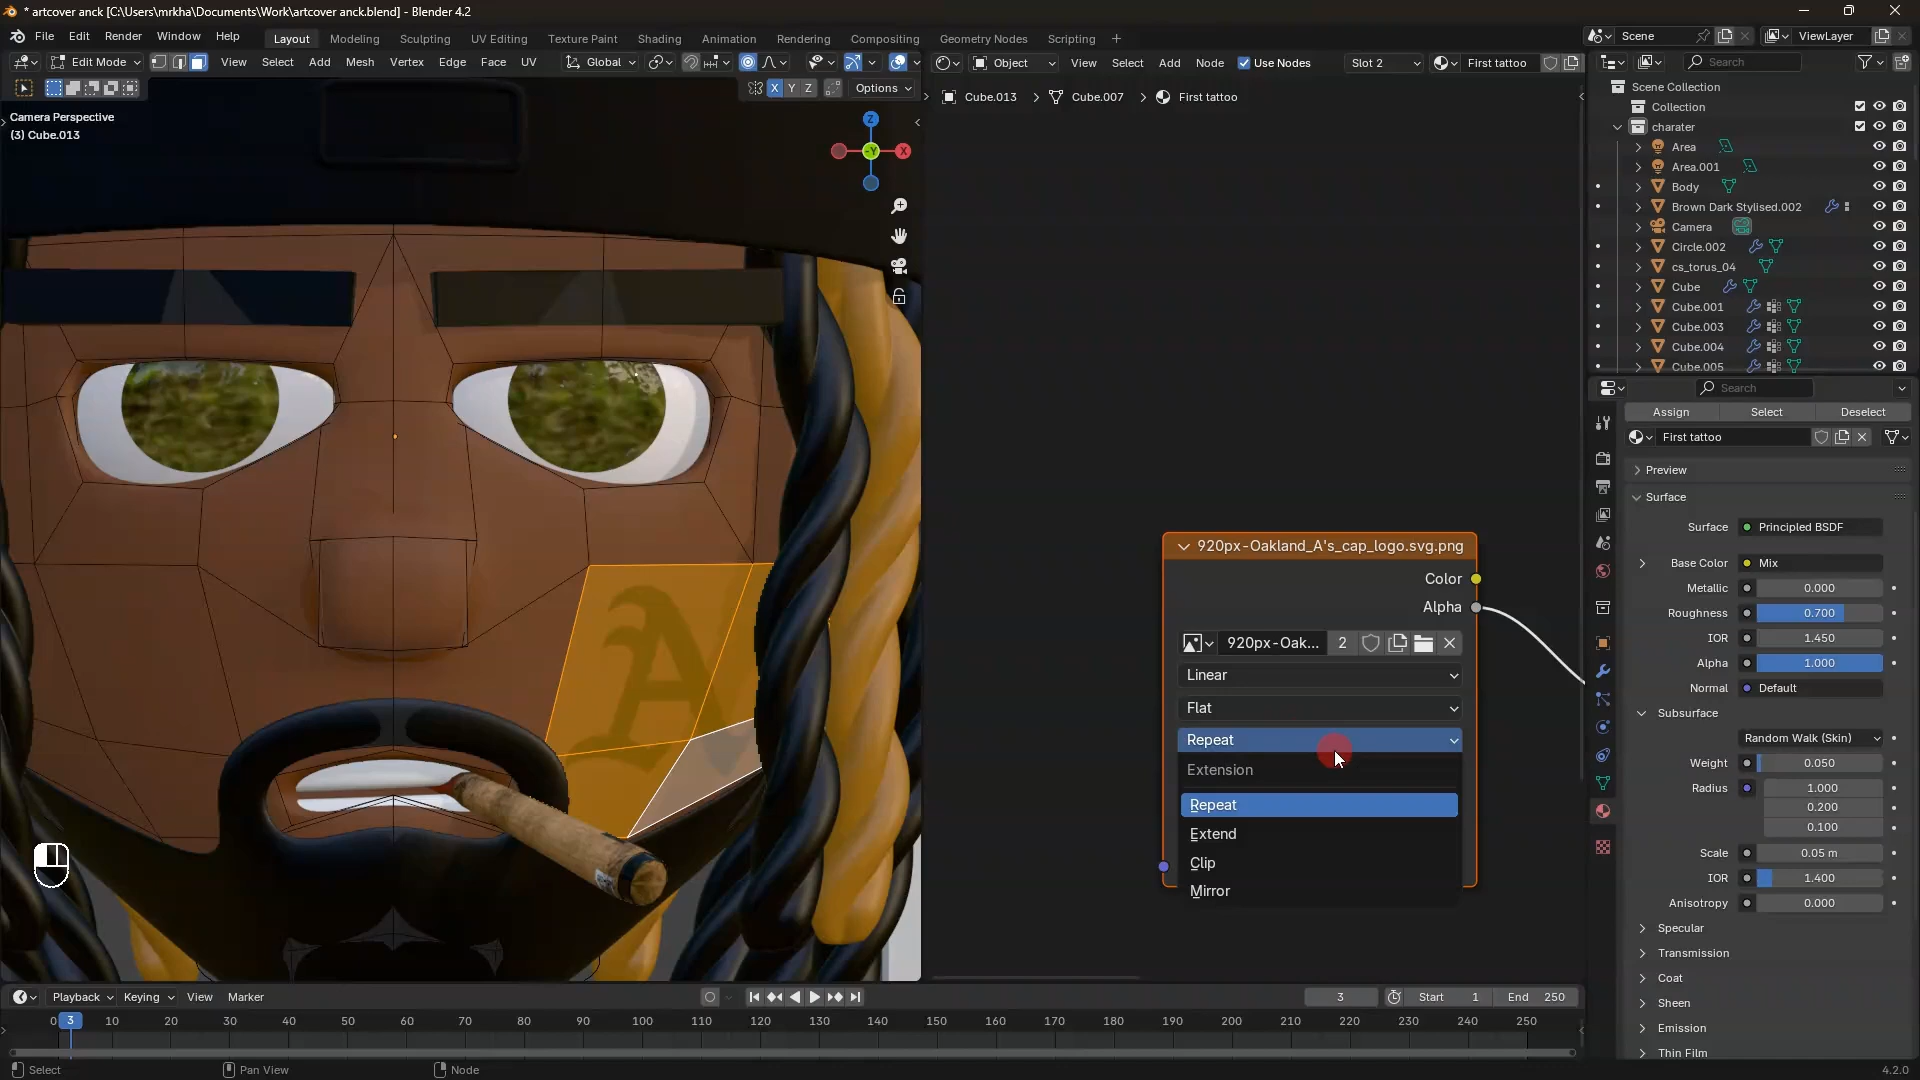 * artcover anck [C:\Users\mrkha\Documents\Work\artcover anck.blend] - Blender 4.2
File Edit Render Window Help Layout Modeling Sculpting UV Editing Texture Paint Shading Animation Rendering Compositing Geometry Nodes Scripting + Scene ViewLayer
Edit Mode View Select Add Mesh Vertex Edge Face UV Global Object View Select Add Node Use Nodes Slot 2 First tattoo Search
X Y Z Options Cube.013 > Cube.007 > First tattoo
Camera Perspective
(3) Cube.013
Z
X
-Y
Scene Collection
Collection
charater
Area
Area.001
Body
Brown Dark Stylised.002
Camera
Circle.002
cs_torus_04
Cube
Cube.001
Cube.003
Cube.004
Cube.005
Search
Assign Select Deselect
First tattoo
Preview
Surface
Surface Principled BSDF
Base Color Mix
Metallic 0.000
Roughness 0.700
IOR 1.450
Alpha 1.000
Normal Default
Subsurface
Random Walk (Skin)
Weight 0.050
Radius 1.000
0.200
0.100
Scale 0.05 m
IOR 1.400
Anisotropy 0.000
Specular
Transmission
Coat
Sheen
Emission
Thin Film
920px-Oakland_A's_cap_logo.svg.png
Color
Alpha
920px-Oak... 2
Linear
Flat
Repeat
Extension
Repeat
Extend
Clip
Mirror
A
Playback Keying View Marker 3 Start 1 End 250
0 3 10 20 30 40 50 60 70 80 90 100 110 120 130 140 150 160 170 180 190 200 210 220 230 240 250
Select Pan View Node 4.2.0